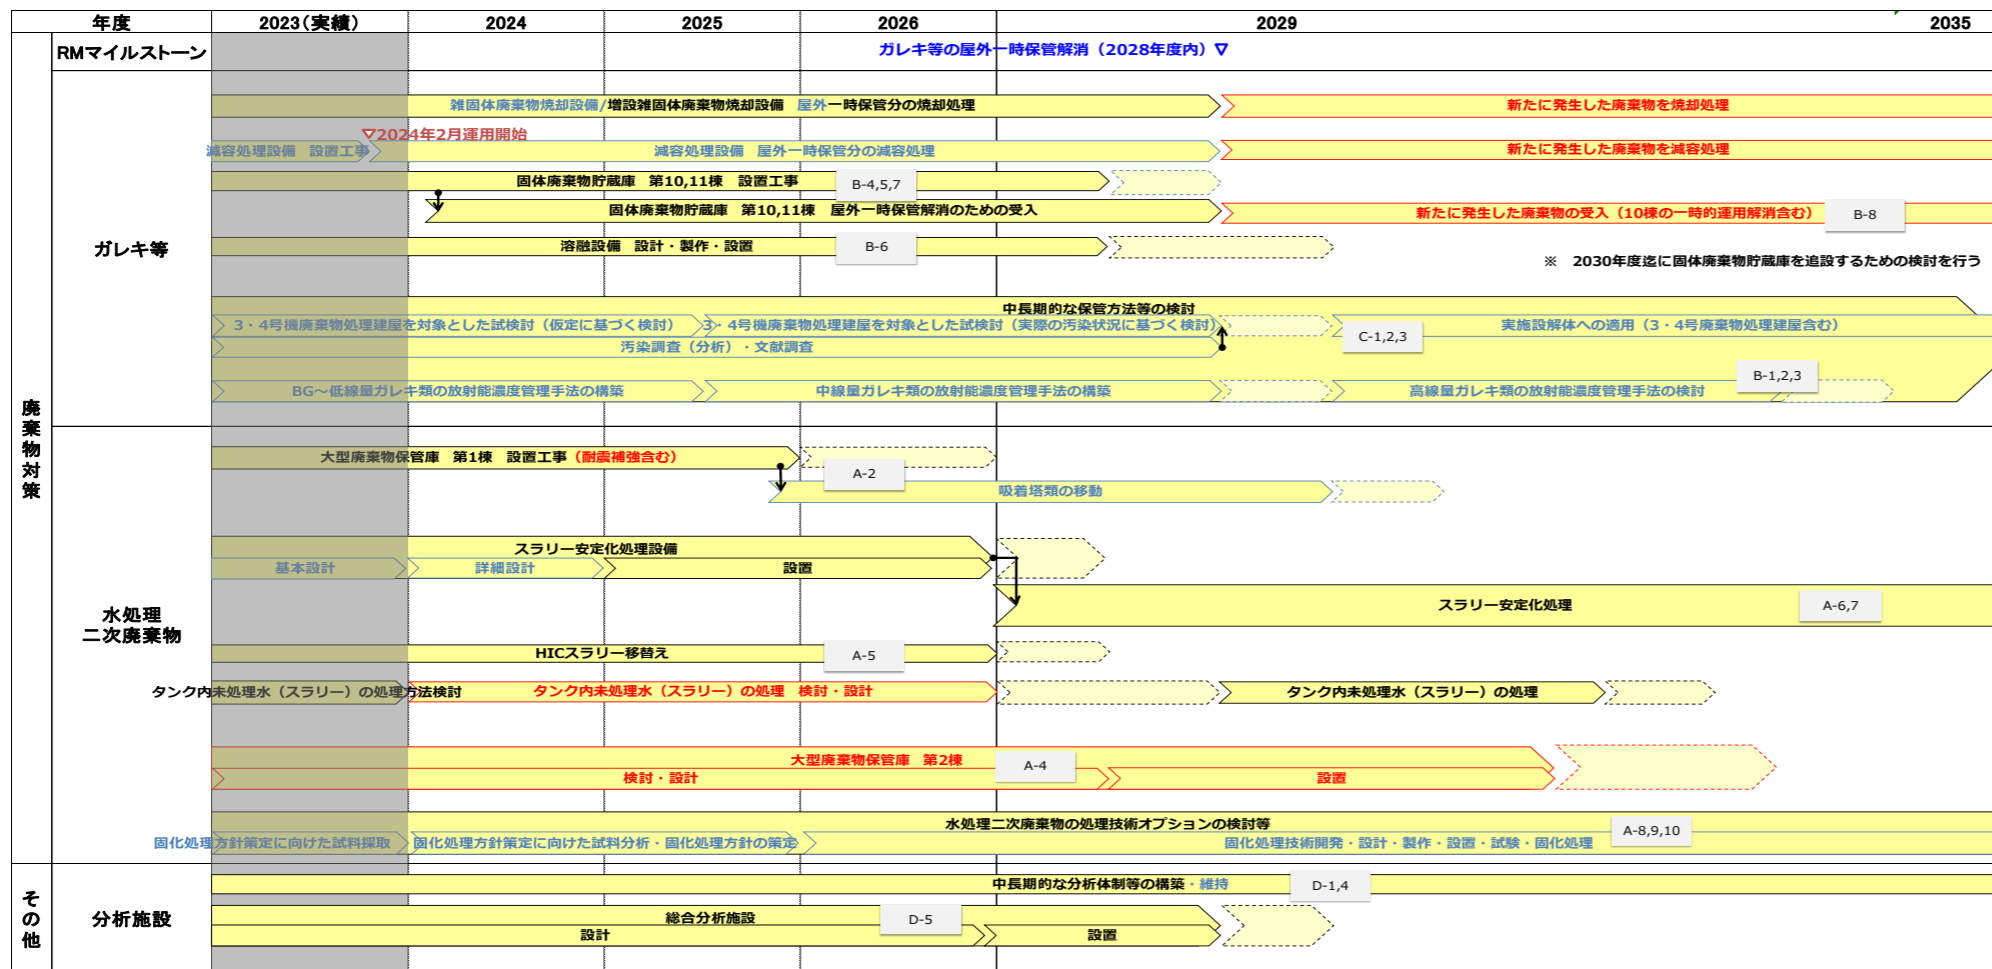 年度 2023(実績) 2024 2025 2026 2029 2035
RMマイルストーン ガレキ等の屋外一時保管解消（2028年度内）▽
雑固体廃棄物焼却設備/増設雑固体廃棄物焼却設備　屋外一時保管分の焼却処理 新たに発生した廃棄物を焼却処理
▽2024年2月運用開始
減容処理設備　設置工事 減容処理設備　屋外一時保管分の減容処理 新たに発生した廃棄物を減容処理
固体廃棄物貯蔵庫　第10,11棟　設置工事 B-4,5,7
固体廃棄物貯蔵庫　第10,11棟　屋外一時保管解消のための受入 新たに発生した廃棄物の受入（10棟の一時的運用解消含む） B-8
ガレキ等 溶融設備　設計・製作・設置 B-6
※　2030年度迄に固体廃棄物貯蔵庫を追設するための検討を行う
中長期的な保管方法等の検討
3・4号機廃棄物処理建屋を対象とした試検討（仮定に基づく検討） 3・4号機廃棄物処理建屋を対象とした試検討（実際の汚染状況に基づく検討） 実施設解体への適用（3・4号廃棄物処理建屋含む）
汚染調査（分析）・文献調査 C-1,2,3
BG～低線量ガレキ類の放射能濃度管理手法の構築 中線量ガレキ類の放射能濃度管理手法の構築 高線量ガレキ類の放射能濃度管理手法の検討 B-1,2,3
廃棄物対策
大型廃棄物保管庫　第1棟　設置工事（耐震補強含む） A-2
吸着塔類の移動
スラリー安定化処理設備
基本設計 詳細設計 設置
スラリー安定化処理 A-6,7
水処理
二次廃棄物
HICスラリー移替え A-5
タンク内未処理水（スラリー）の処理方法検討 タンク内未処理水（スラリー）の処理　検討・設計 タンク内未処理水（スラリー）の処理
大型廃棄物保管庫　第2棟 A-4
検討・設計 設置
水処理二次廃棄物の処理技術オプションの検討等 A-8,9,10
固化処理方針策定に向けた試料採取 固化処理方針策定に向けた試料分析・固化処理方針の策定 固化処理技術開発・設計・製作・設置・試験・固化処理
その他
分析施設
中長期的な分析体制等の構築・維持 D-1,4
総合分析施設 D-5
設計 設置